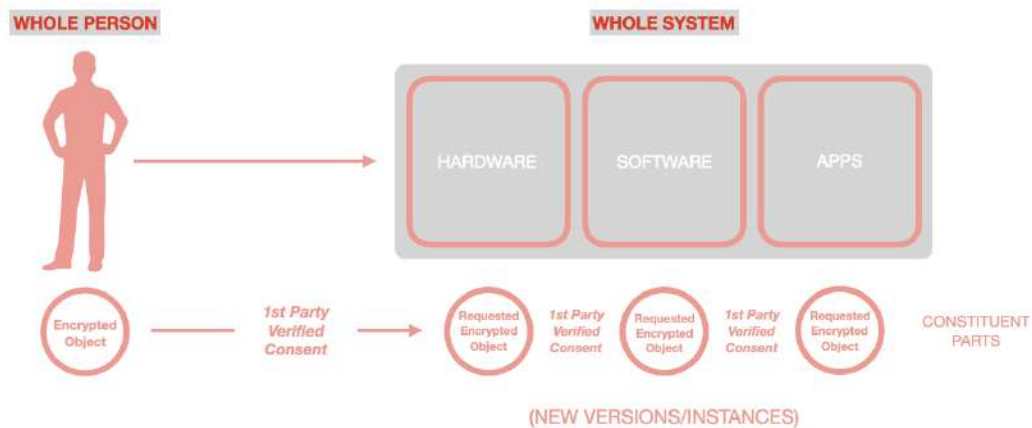 WHOLE PERSON
WHOLE SYSTEM
HARDWARE
SOFTWARE
APPS
Encrypted
Object
1st Party
Verified
Consent
Requested
Encrypted
Object
1st Party
Verified
Consent
Requested
Encrypted
Object
1st Party
Verified
Consent
Requested
Encrypted
Object
CONSTITUENT
PARTS
(NEW VERSIONS/INSTANCES)